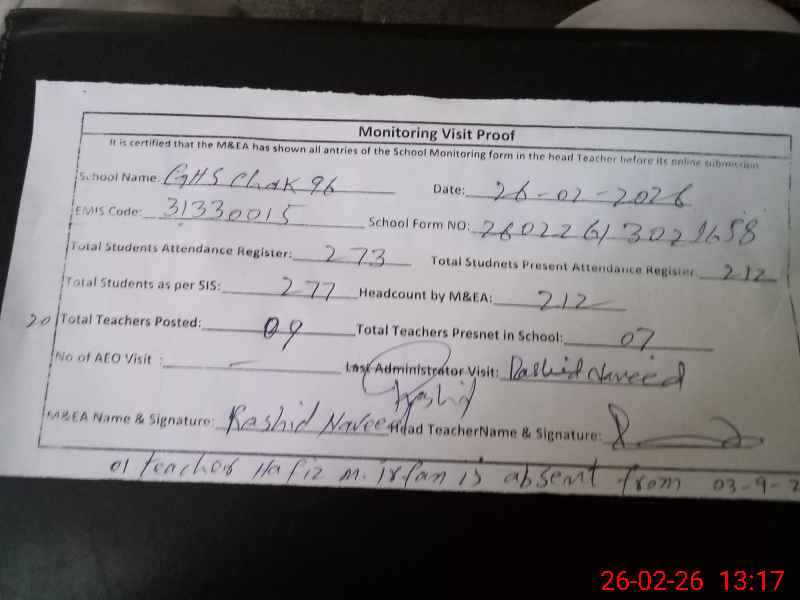 Monitoring Visit Proof
It is certified that the M&EA has shown all antries of the School Monitoring form in the head Teacher before its online submission
School Name: GHS Chak 96 Date: 26-02-2026
EMIS Code: 31330015 School Form NO:
Total Students Attendance Register: 273 Total Studnets Present Attendance Register: 212
Total Students as per SIS: 277 Headcount by M&EA: 212
20 Total Teachers Posted: 09 Total Teachers Presnet in School: 07
No of AEO Visit : – Last Administrator Visit: Rashid Naveed
Rashid
M&EA Name & Signature: Rashid Naveed Head TeacherName & Signature:
01 teacher Hafiz M. Irfan is absent from 03-9-2
26-02-26 13:17